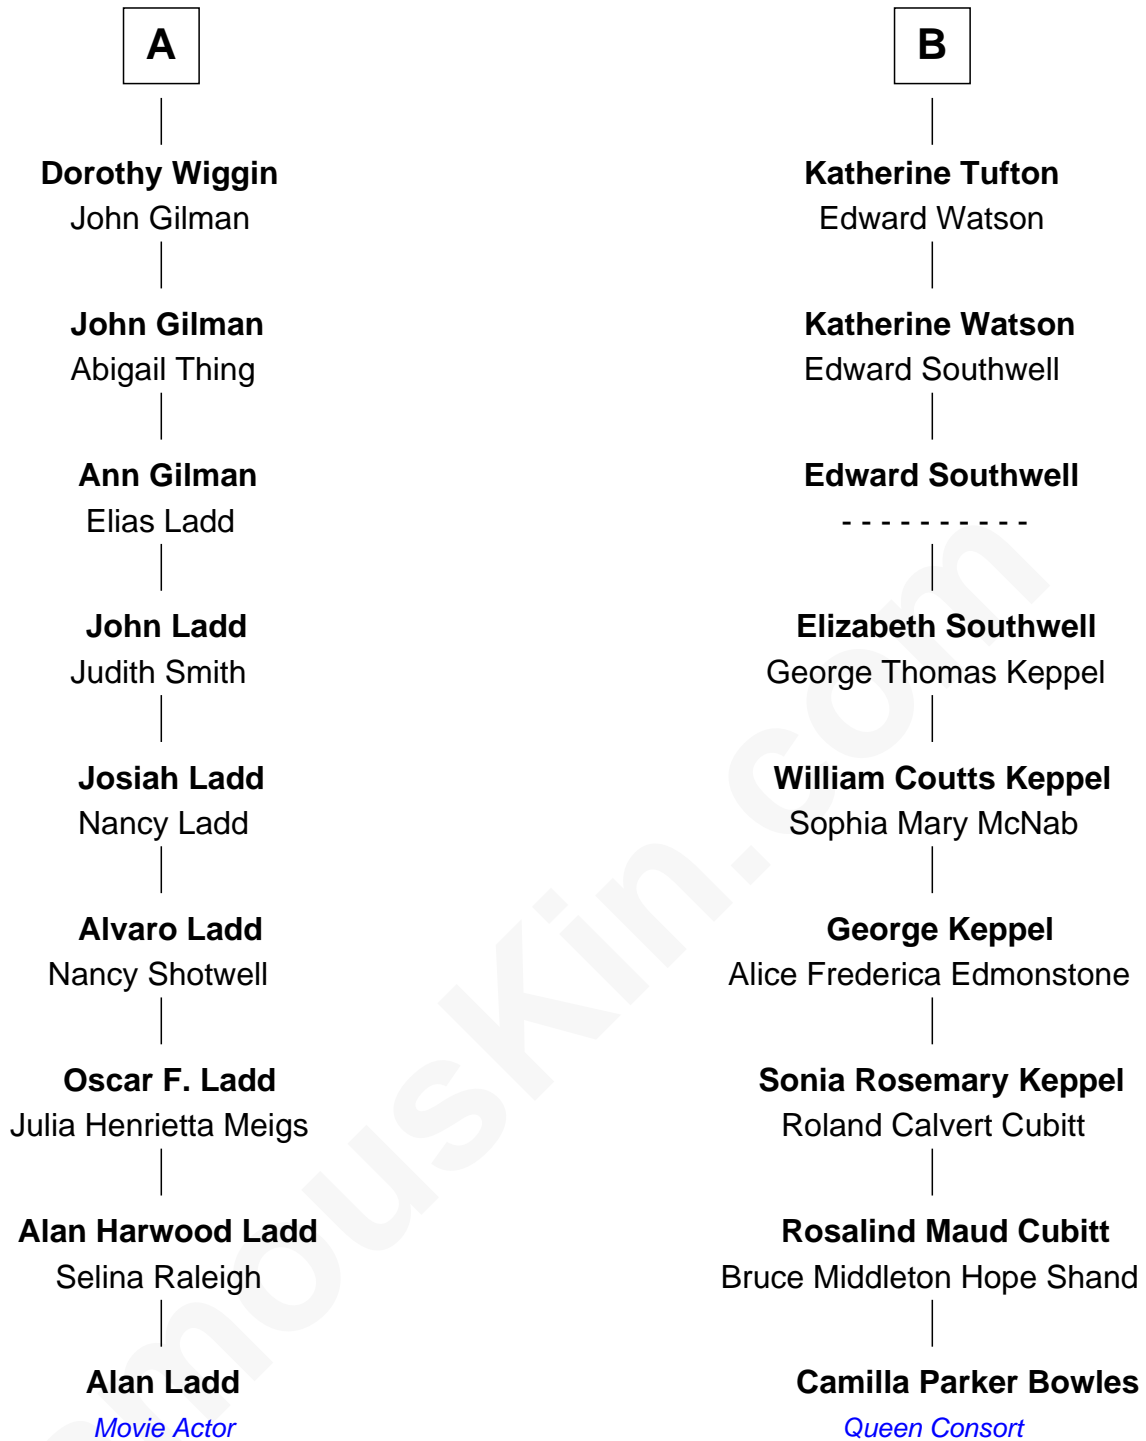 A
Dorothy Wiggin
John Gilman
John Gilman
Abigail Thing
Ann Gilman
Elias Ladd
John Ladd
Judith Smith
Josiah Ladd
Nancy Ladd
Alvaro Ladd
Nancy Shotwell
Oscar F. Ladd
Julia Henrietta Meigs
Alan Harwood Ladd
Selina Raleigh
Alan Ladd
Movie Actor
B
Katherine Tufton
Edward Watson
Katherine Watson
Edward Southwell
Edward Southwell
- - - - - - - - - -
Elizabeth Southwell
George Thomas Keppel
William Coutts Keppel
Sophia Mary McNab
George Keppel
Alice Frederica Edmonstone
Sonia Rosemary Keppel
Roland Calvert Cubitt
Rosalind Maud Cubitt
Bruce Middleton Hope Shand
Camilla Parker Bowles
Queen Consort
mouskin.com